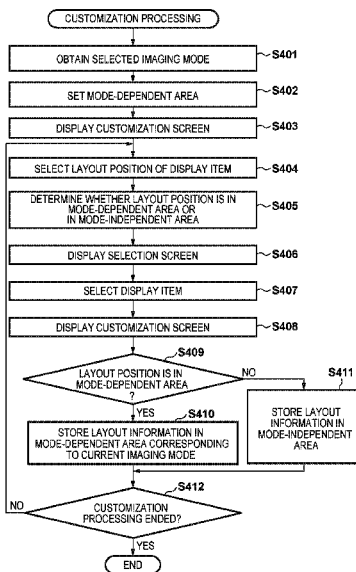 CUSTOMIZATION PROCESSING
OBTAIN SELECTED IMAGING MODE
S401
SET MODE-DEPENDENT AREA
S402
DISPLAY CUSTOMIZATION SCREEN
S403
SELECT LAYOUT POSITION OF DISPLAY ITEM
S404
DETERMINE WHETHER LAYOUT POSITION IS IN
MODE-DEPENDENT AREA OR
IN MODE-INDEPENDENT AREA
S405
DISPLAY SELECTION SCREEN
S406
SELECT DISPLAY ITEM
S407
DISPLAY CUSTOMIZATION SCREEN
S408
S409
LAYOUT POSITION IS IN
MODE-DEPENDENT AREA
?
NO
S411
YES
S410
STORE LAYOUT INFORMATION IN
MODE-DEPENDENT AREA CORRESPONDING
TO CURRENT IMAGING MODE
STORE LAYOUT
INFORMATION IN
MODE-INDEPENDENT
AREA
S412
NO
CUSTOMIZATION
PROCESSING ENDED?
YES
END